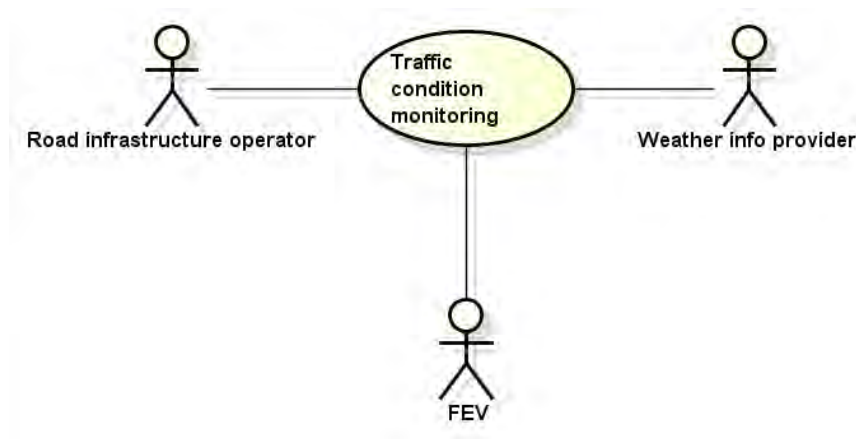 Traffic
condition
monitoring
Road infrastructure operator
Weather info provider
FEV